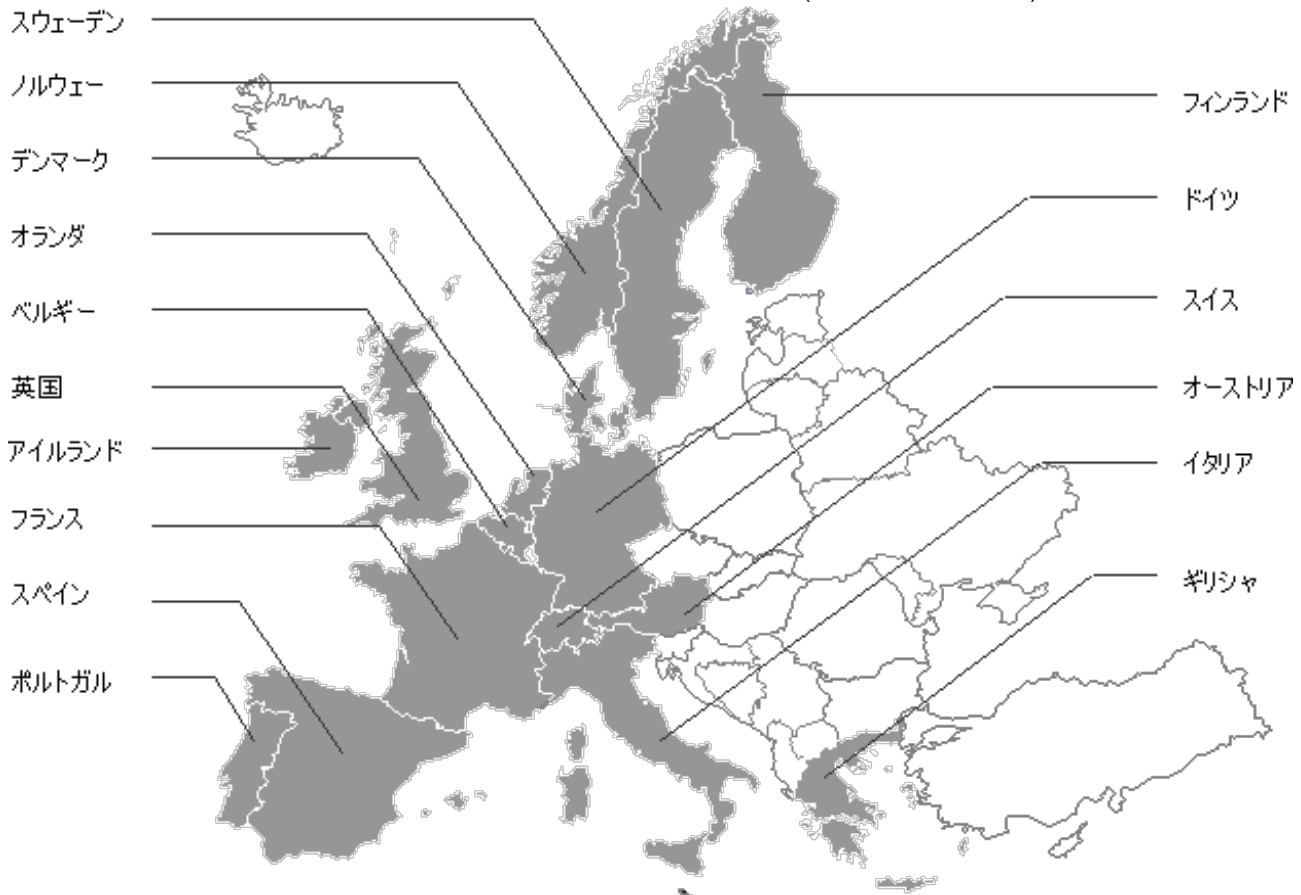 スウェーデン
ノルウェー
デンマーク
オランダ
ベルギー
英国
アイルランド
フランス
スペイン
ポルトガル
フィンランド
ドイツ
スイス
オーストリア
イタリア
ギリシャ